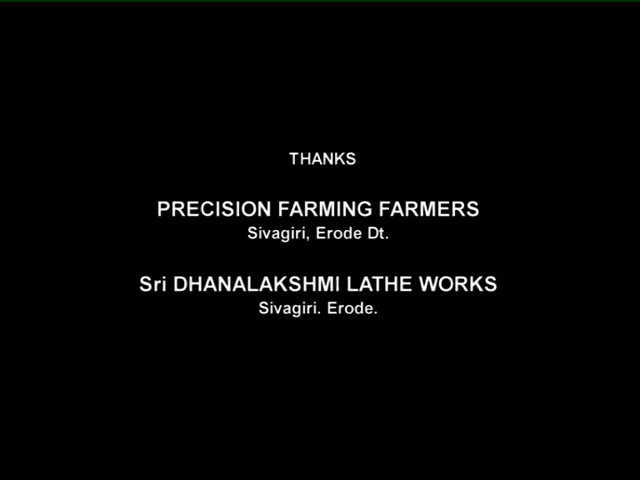 THANKS
PRECISION FARMING FARMERS
Sivagiri, Erode Dt.
Sri DHANALAKSHMI LATHE WORKS
Sivagiri. Erode.